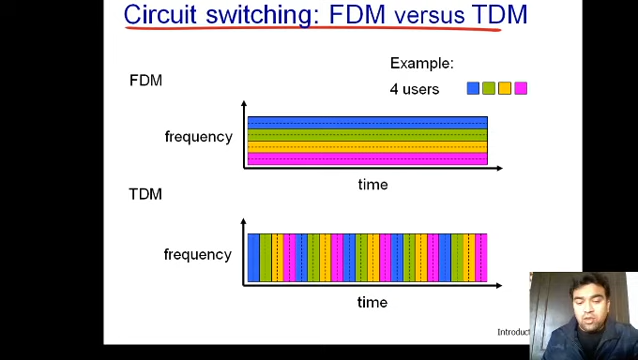 Circuit switching: FDM versus TDM
Example:
FDM
4 users
frequency
time
TDM
frequency
time